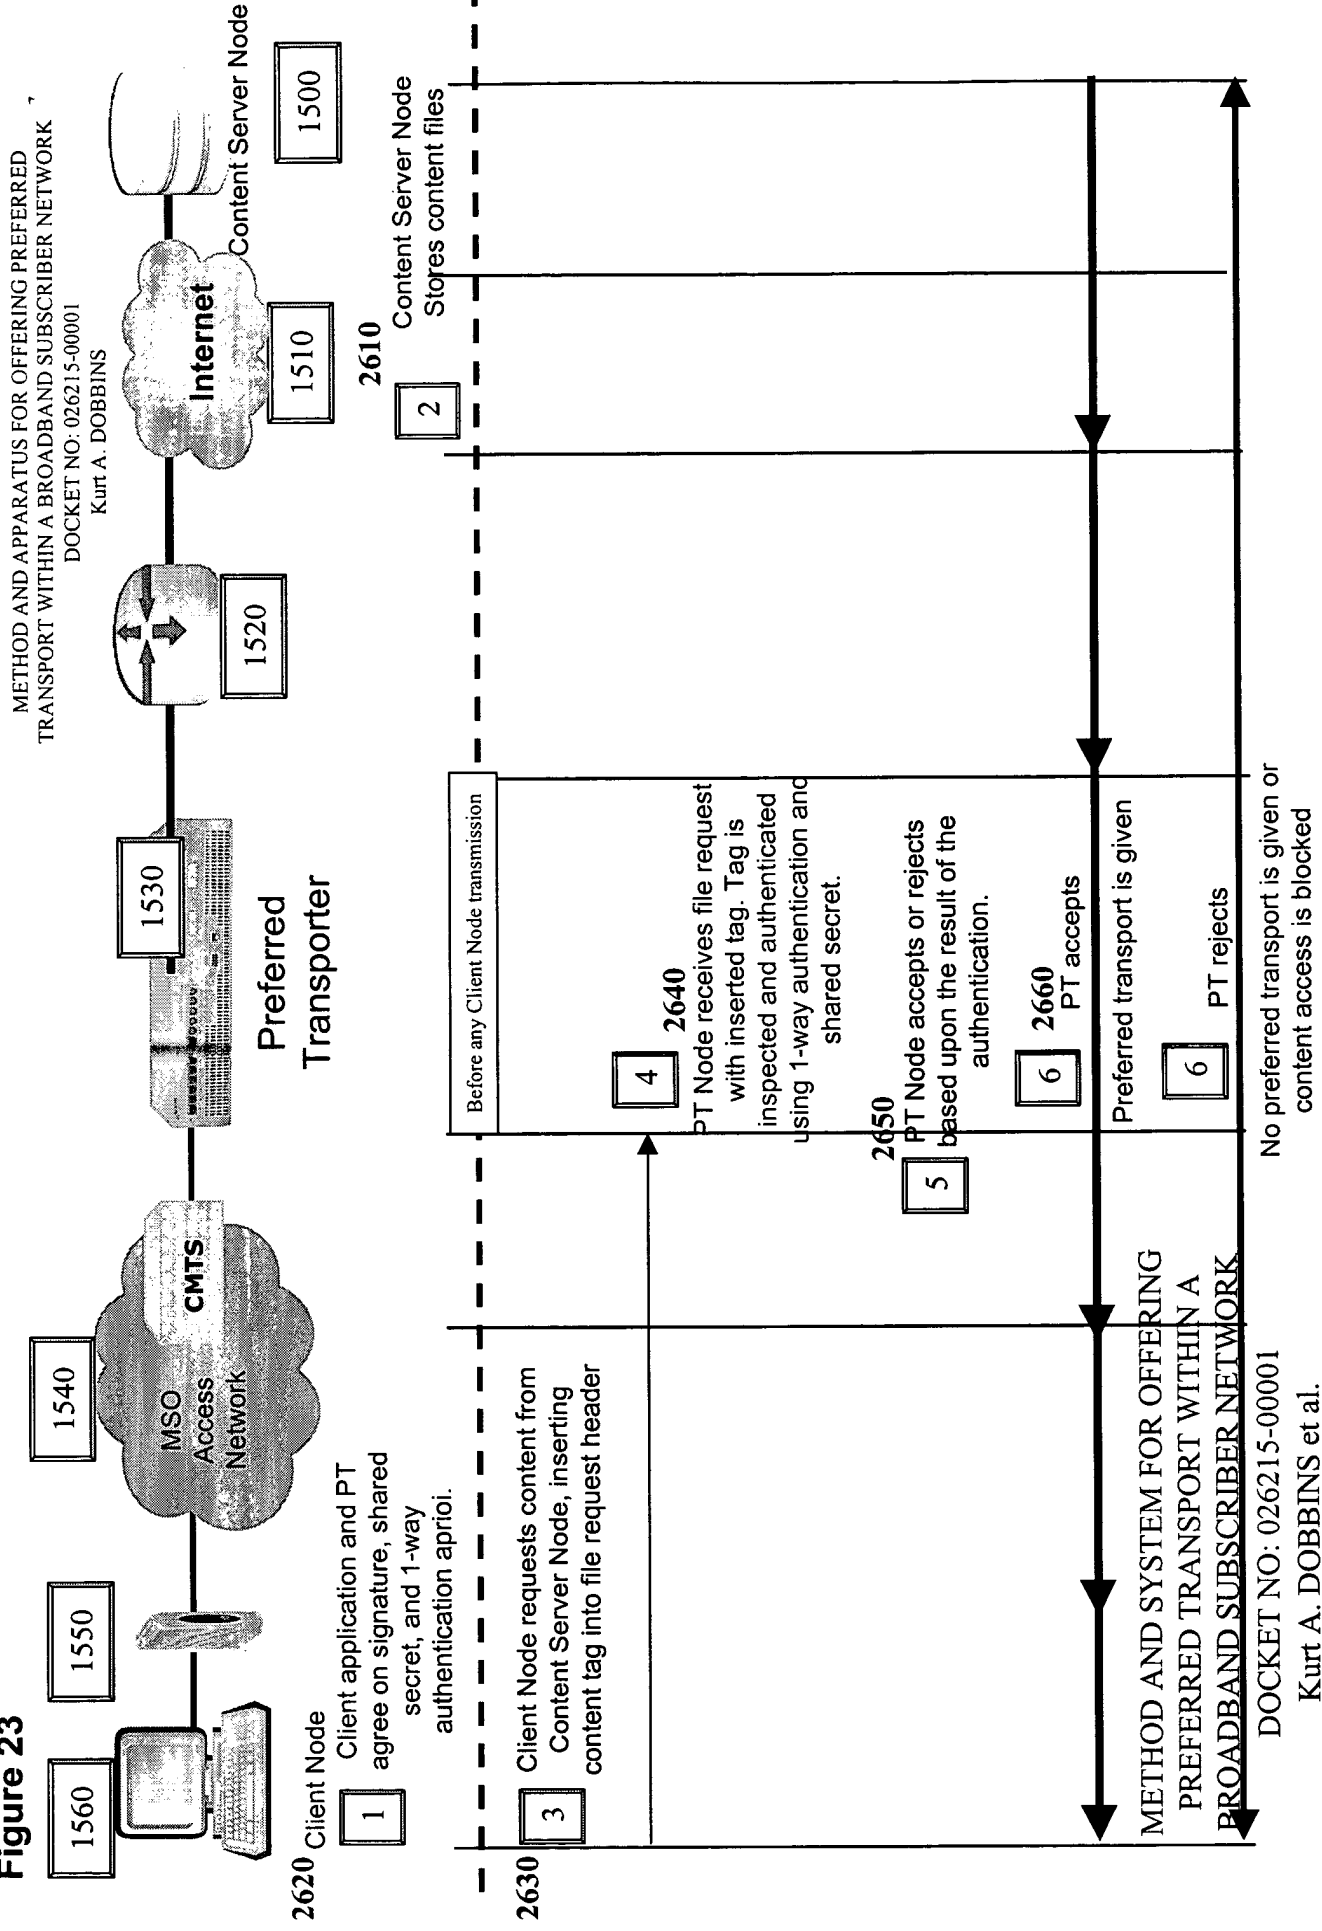 METHOD AND APPARATUS FOR OFFERING PREFERRED
TRANSPORT WITHIN A BROADBAND SUBSCRIBER NETWORK
DOCKET NO: 026215-00001
Kurt A. DOBBINS
Figure 23
1560
1550
1540
MSO
Access
Network
CMTS
1530
Preferred
Transporter
1520
Internet
1510
Content Server Node
1500
2620
Client Node
1
Client application and PT
agree on signature, shared
secret, and 1-way
authentication aprioi.
2610
2
Content Server Node
Stores content files
Before any Client Node transmission
2630
3
Client Node requests content from
Content Server Node, inserting
content tag into file request header
4
2640
PT Node receives file request
with inserted tag. Tag is
inspected and authenticated
using 1-way authentication and
shared secret.
2650
5
PT Node accepts or rejects
based upon the result of the
authentication.
6
2660
PT accepts
Preferred transport is given
6
PT rejects
No preferred transport is given or
content access is blocked
METHOD AND SYSTEM FOR OFFERING
PREFERRED TRANSPORT WITHIN A
BROADBAND SUBSCRIBER NETWORK
DOCKET NO: 026215-00001
Kurt A. DOBBINS et al.